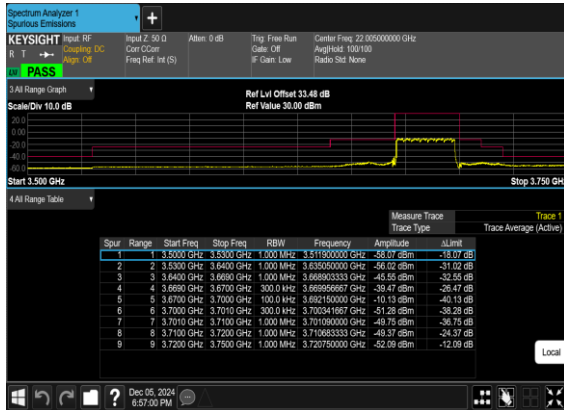 Spectrum Analyzer 1
Spurious Emissions
+
KEYSIGHT Input: RF Input Z: 50 Ω Atten: 0 dB Trig: Free Run Center Freq: 22.005000000 GHz
R T Coupling: DC Corr CCorr Gate: Off Avg|Hold: 100/100
Align: Off Freq Ref: Int (S) IF Gain: Low Radio Std: None
PASS
3 All Range Graph
Ref Lvl Offset 33.48 dB
Scale/Div 10.0 dB Ref Value 30.00 dBm
20.0
0.00
-20.0
-40.0
-60.0
Start 3.500 GHz Stop 3.750 GH
4 All Range Table
Measure Trace Trace 1
Trace Type Trace Average (Active)
Spur Range Start Freq Stop Freq RBW Frequency Amplitude ΔLimit
1 1 3.5000 GHz 3.5300 GHz 1.000 MHz 3.511900000 GHz -58.07 dBm -18.07 dB
2 2 3.5300 GHz 3.6400 GHz 1.000 MHz 3.635050000 GHz -56.02 dBm -31.02 dB
3 3 3.6400 GHz 3.6690 GHz 1.000 MHz 3.668903333 GHz -45.55 dBm -32.55 dB
4 4 3.6690 GHz 3.6700 GHz 300.0 kHz 3.669956667 GHz -39.47 dBm -26.47 dB
5 5 3.6700 GHz 3.7000 GHz 100.0 kHz 3.692150000 GHz -10.13 dBm -40.13 dB
6 6 3.7000 GHz 3.7010 GHz 300.0 kHz 3.700341667 GHz -51.28 dBm -38.28 dB
7 7 3.7010 GHz 3.7100 GHz 1.000 MHz 3.701090000 GHz -49.75 dBm -36.75 dB
8 8 3.7100 GHz 3.7200 GHz 1.000 MHz 3.710683333 GHz -49.37 dBm -24.37 dB
9 9 3.7200 GHz 3.7500 GHz 1.000 MHz 3.720750000 GHz -52.09 dBm -12.09 dB
Local
? Dec 05, 2024
6:57:00 PM